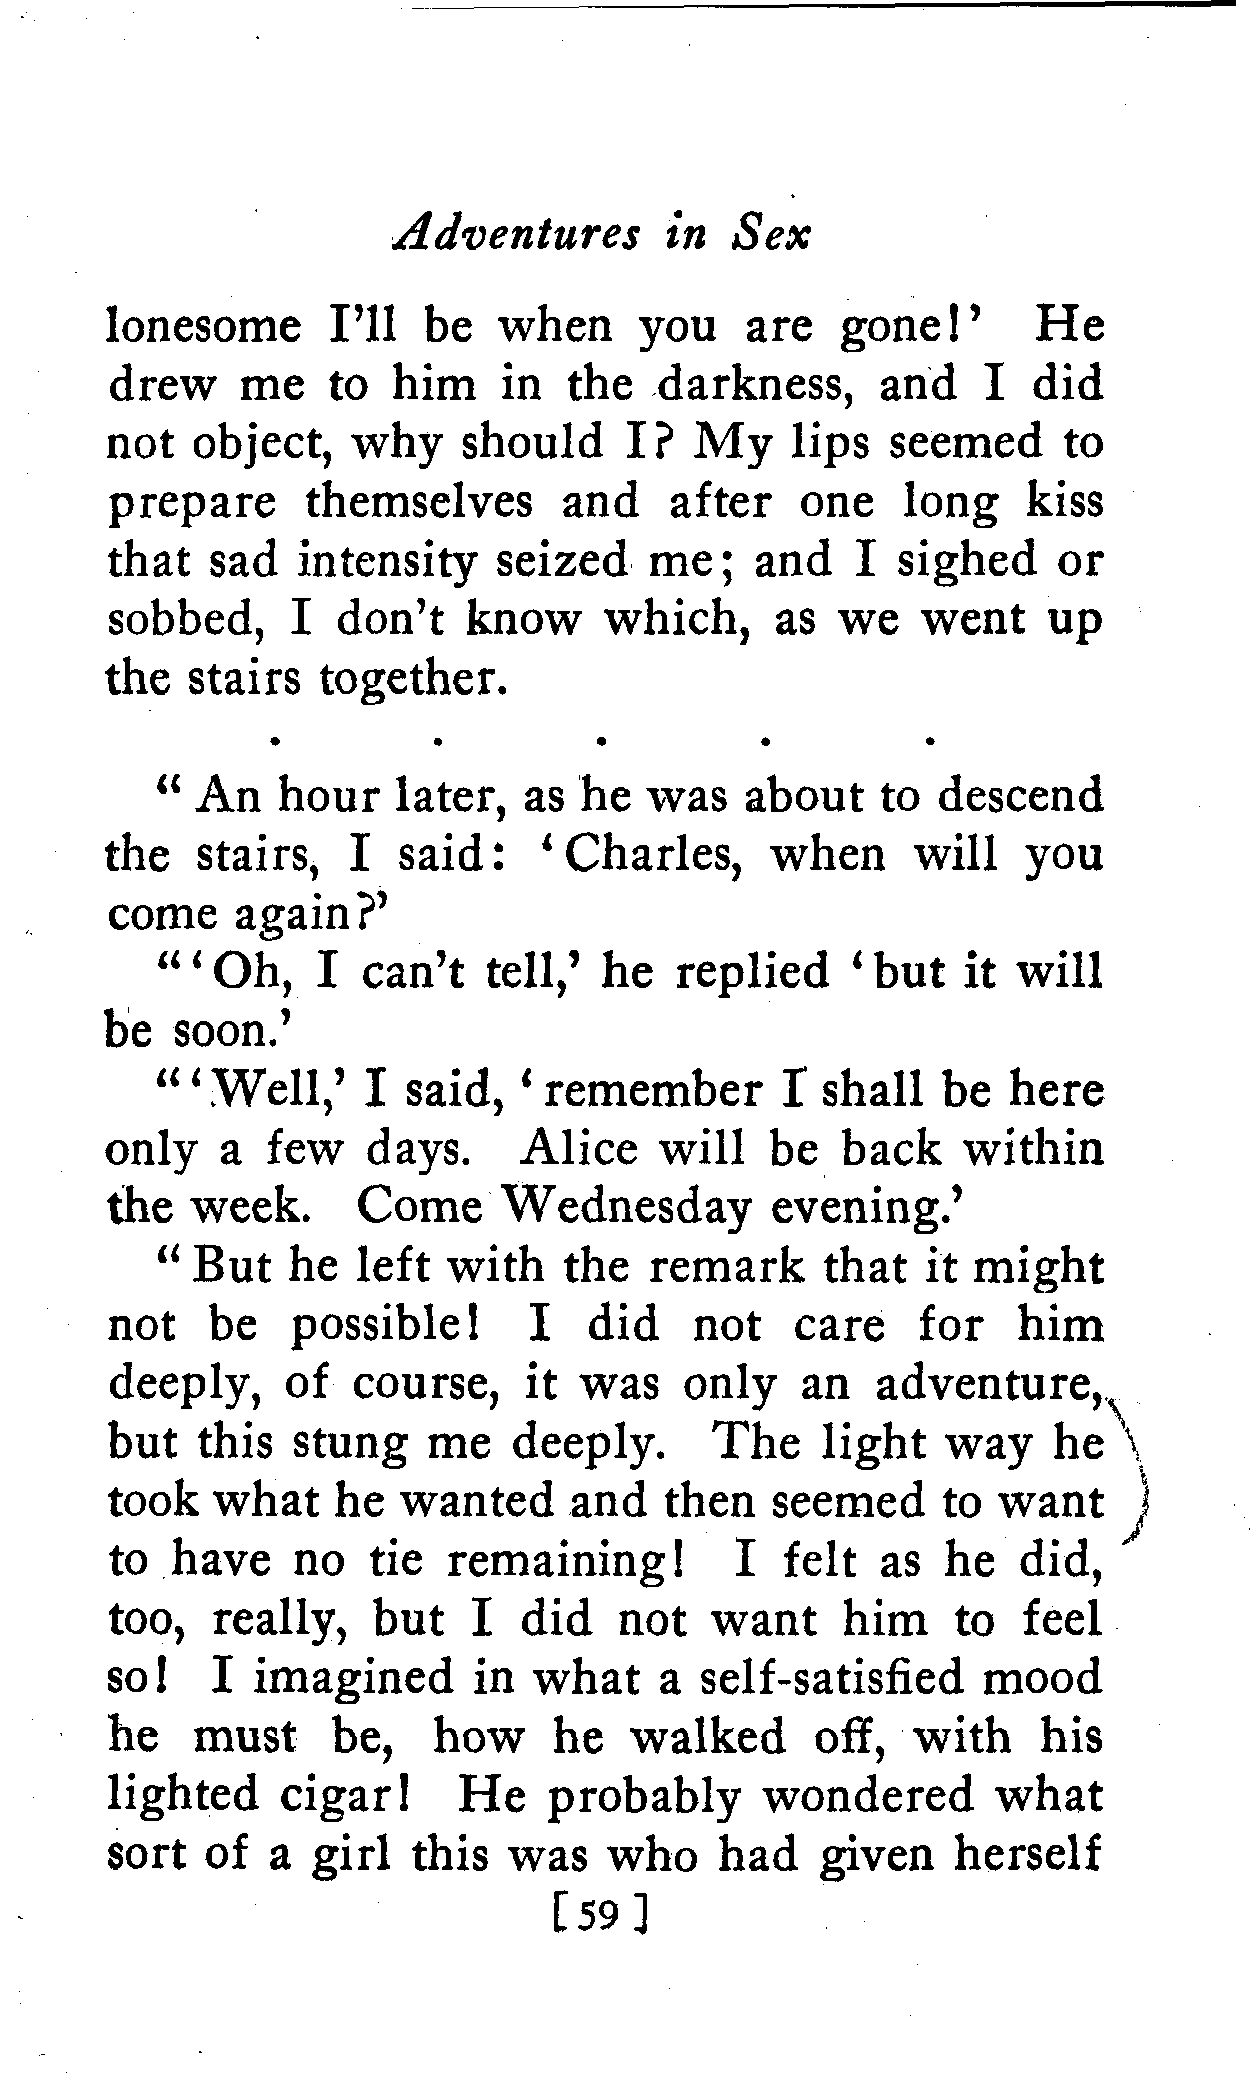 Adventures in Sex
lonesome I'll be when you are gone!' He
drew me to him in the darkness, and I did
not object, why should I? My lips seemed to
prepare themselves and after one long kiss
that sad intensity seized me; and I sighed or
sobbed, I don't know which, as we went up
the stairs together.
. . . . .
" An hour later, as he was about to descend
the stairs, I said: ' Charles, when will you
come again?'
" ' Oh, I can't tell,' he replied ' but it will
be soon.'
" ' Well,' I said, ' remember I shall be here
only a few days. Alice will be back within
the week. Come Wednesday evening.'
" But he left with the remark that it might
not be possible! I did not care for him
deeply, of course, it was only an adventure,
but this stung me deeply. The light way he
took what he wanted and then seemed to want
to have no tie remaining! I felt as he did,
too, really, but I did not want him to feel
so! I imagined in what a self-satisfied mood
he must be, how he walked off, with his
lighted cigar! He probably wondered what
sort of a girl this was who had given herself
[ 59 ]